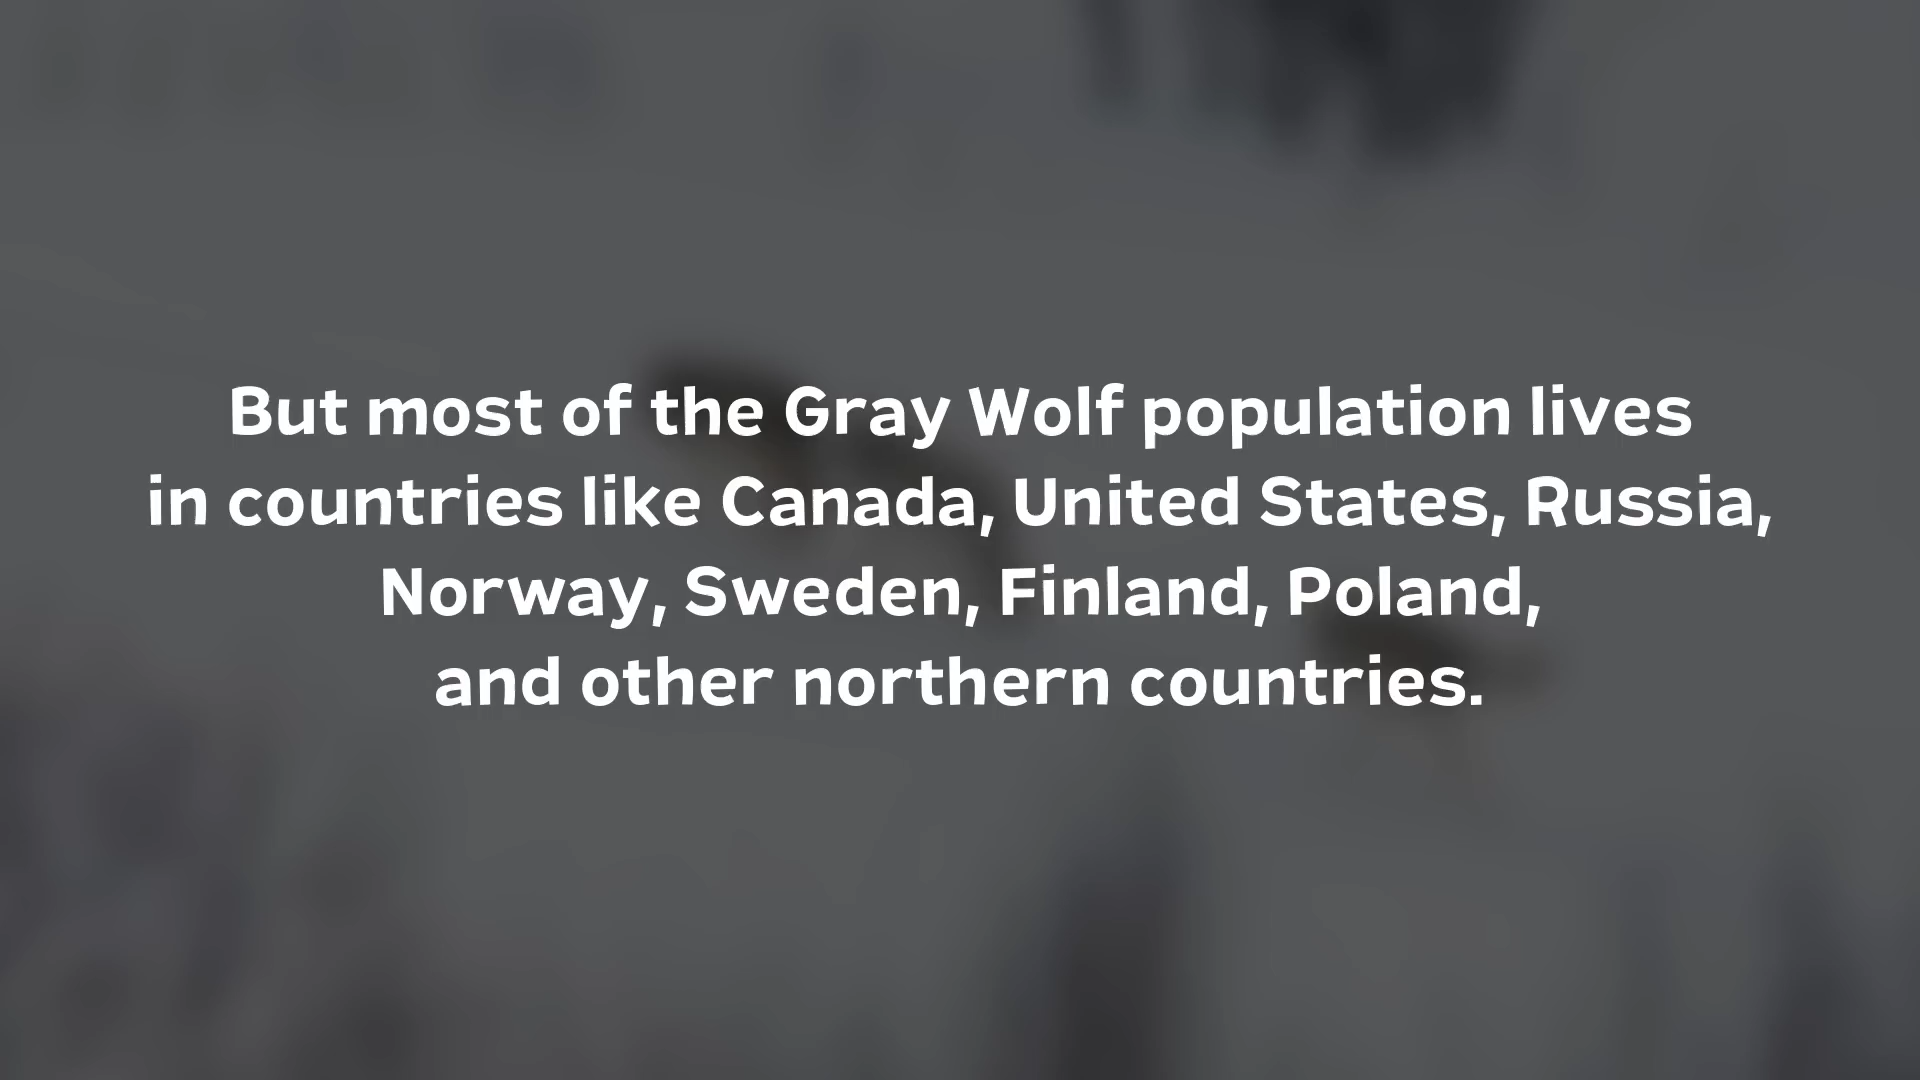 But most of the Gray Wolf population lives
in countries like Canada, United States, Russia,
Norway, Sweden, Finland, Poland,
and other northern countries.